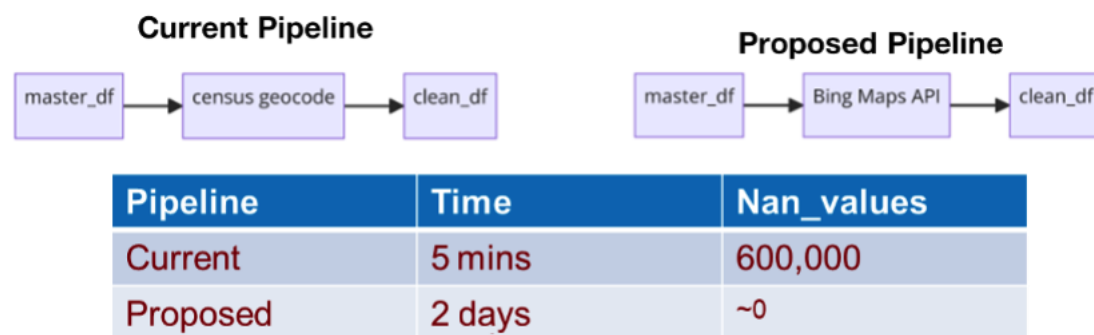 Current Pipeline
Proposed Pipeline
master_df census geocode clean_df
master_df Bing Maps API clean_df
Pipeline Time Nan_values
Current 5 mins 600,000
Proposed 2 days ~0